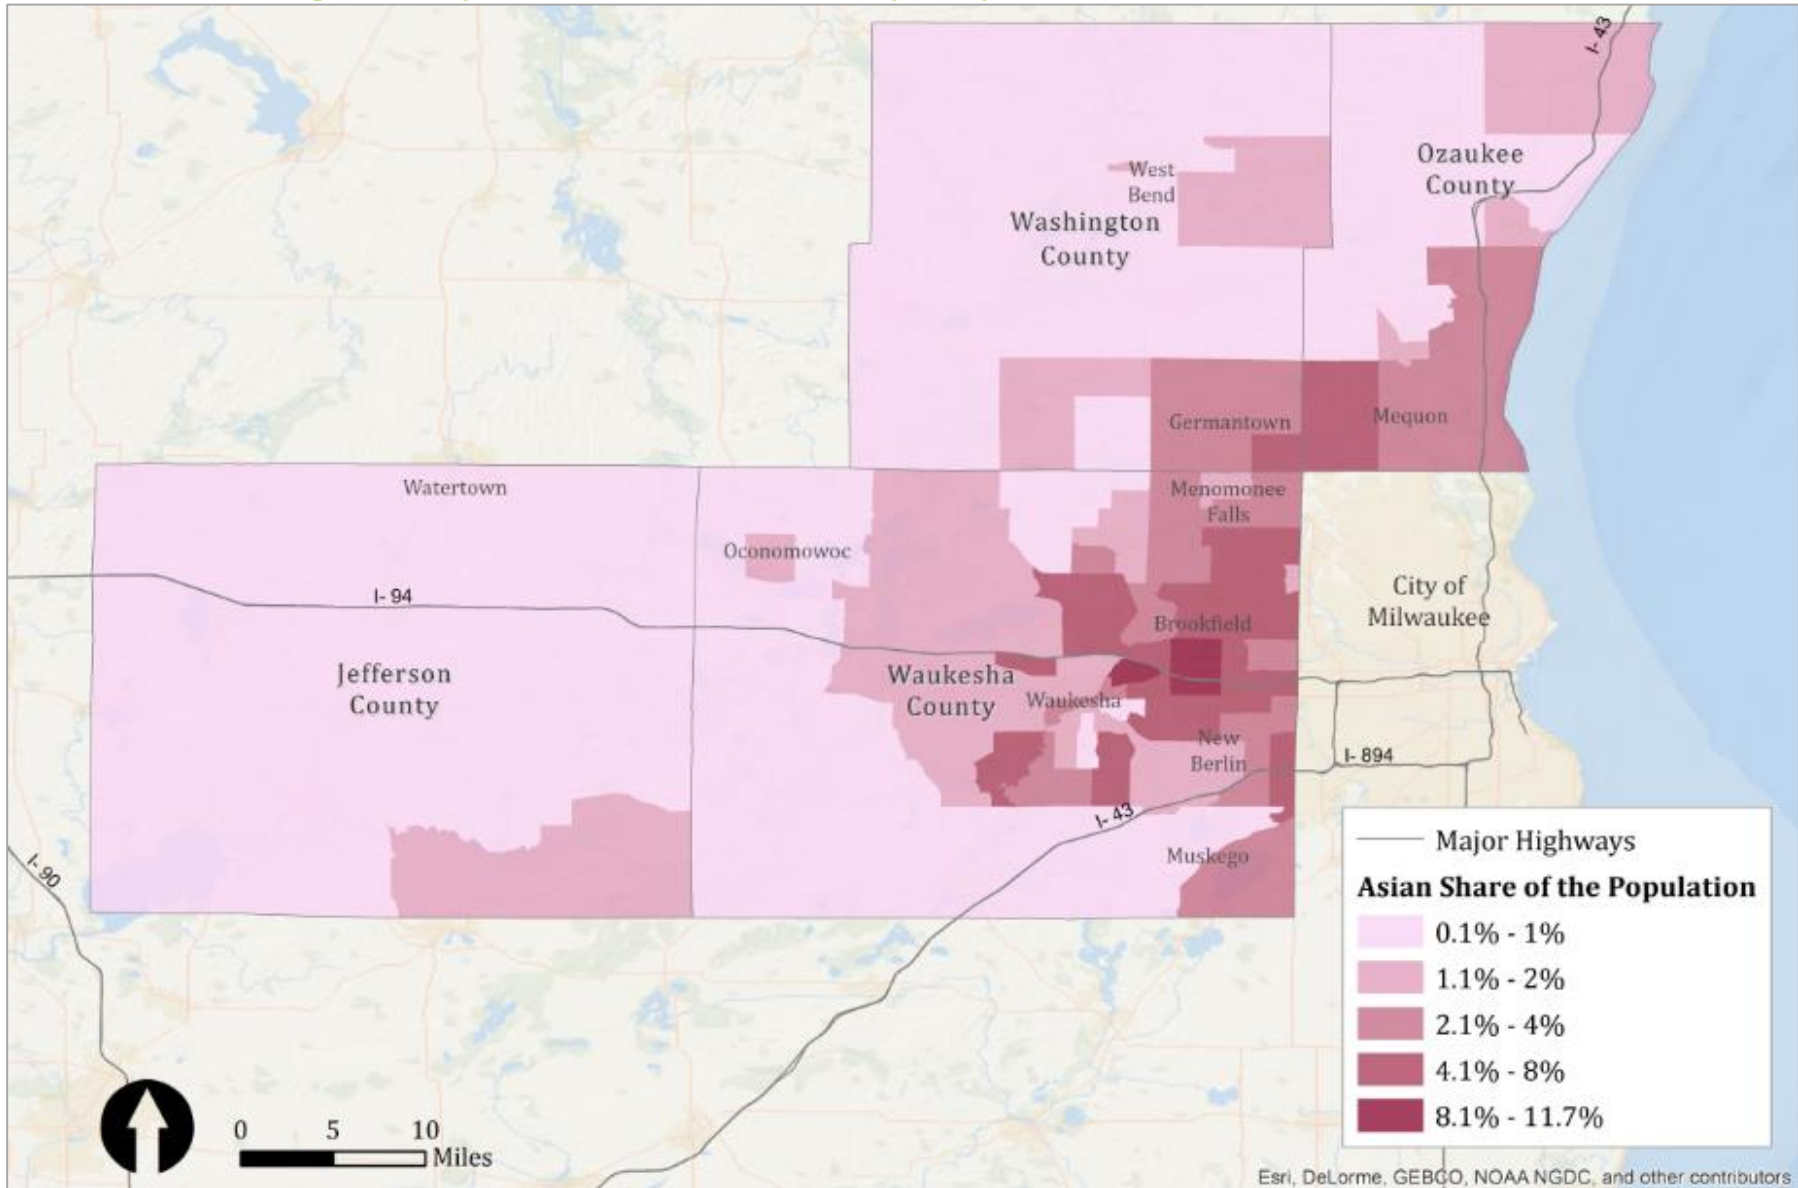 I- 43
Ozaukee
County
West
Bend
Washington
County
Germantown
Mequon
Watertown
Menomonee
Falls
Oconomowoc
I- 94
City of
Milwaukee
Brookfield
Jefferson
County
Waukesha
County
Waukesha
New
Berlin
I- 894
I- 43
Muskego
I- 90
Major Highways
Asian Share of the Population
0.1% - 1%
1.1% - 2%
2.1% - 4%
4.1% - 8%
8.1% - 11.7%
0 5 10
Miles
Esri, DeLorme, GEBCO, NOAA NGDC, and other contributors